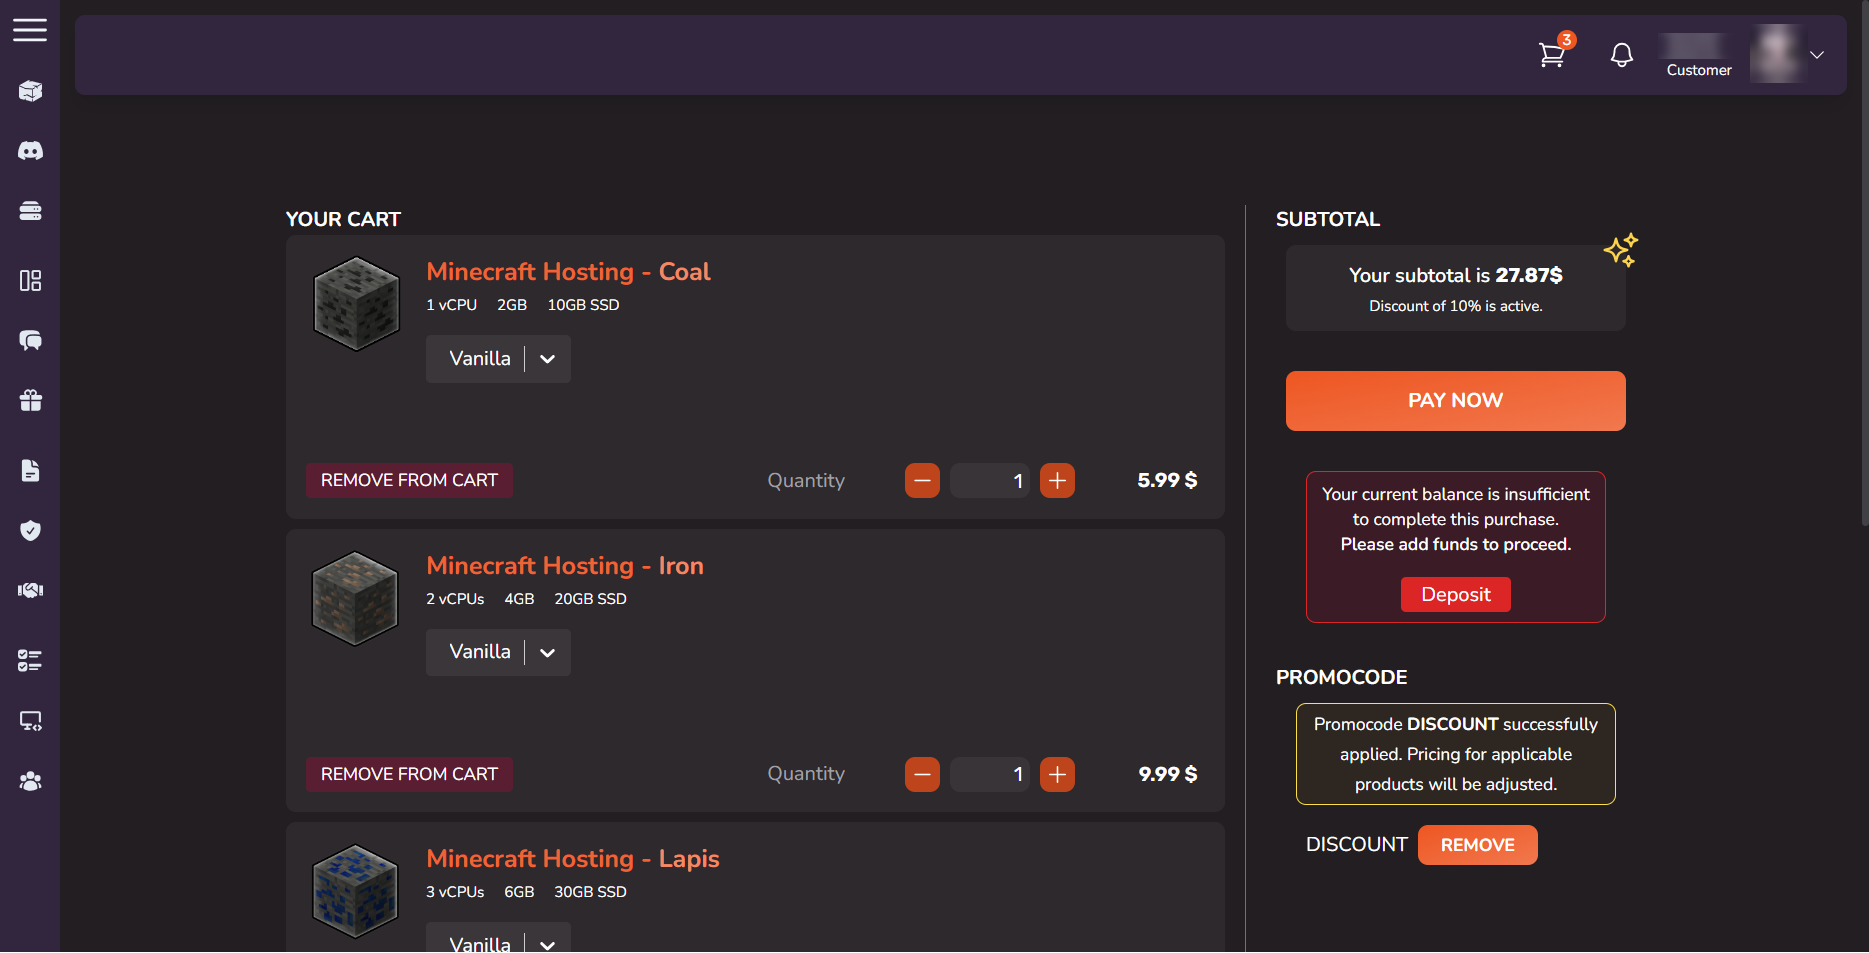 3
Customer
YOUR CART
Minecraft Hosting - Coal
1 vCPU 2GB 10GB SSD
Vanilla
REMOVE FROM CART
Quantity
1
5.99 $
Minecraft Hosting - Iron
2 vCPUs 4GB 20GB SSD
Vanilla
REMOVE FROM CART
Quantity
1
9.99 $
Minecraft Hosting - Lapis
3 vCPUs 6GB 30GB SSD
Vanilla
SUBTOTAL
Your subtotal is 27.87$
Discount of 10% is active.
PAY NOW
Your current balance is insufficient
to complete this purchase.
Please add funds to proceed.
Deposit
PROMOCODE
Promocode DISCOUNT successfully
applied. Pricing for applicable
products will be adjusted.
DISCOUNT
REMOVE